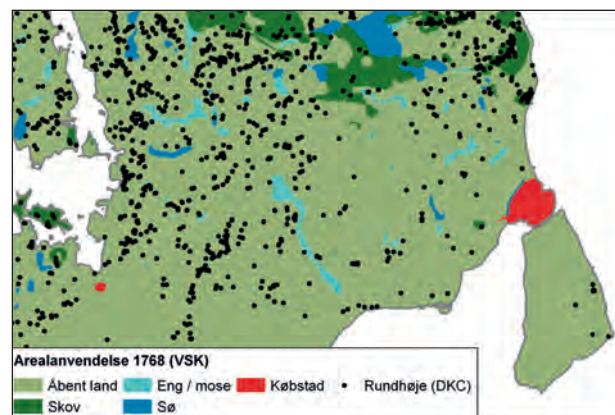 Arealanvendelse 1768 (VSK)
Åbent land Eng / mose Købstad Rundhøje (DKC)
Skov Sø